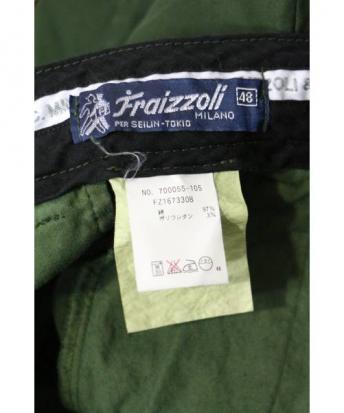 Fraizzoli 48
MILANO
PER SEILIN-TOKIO
ZOLI &
NO. 700055-105
FZ1673308
綿 97%
ポリウレタン 3%